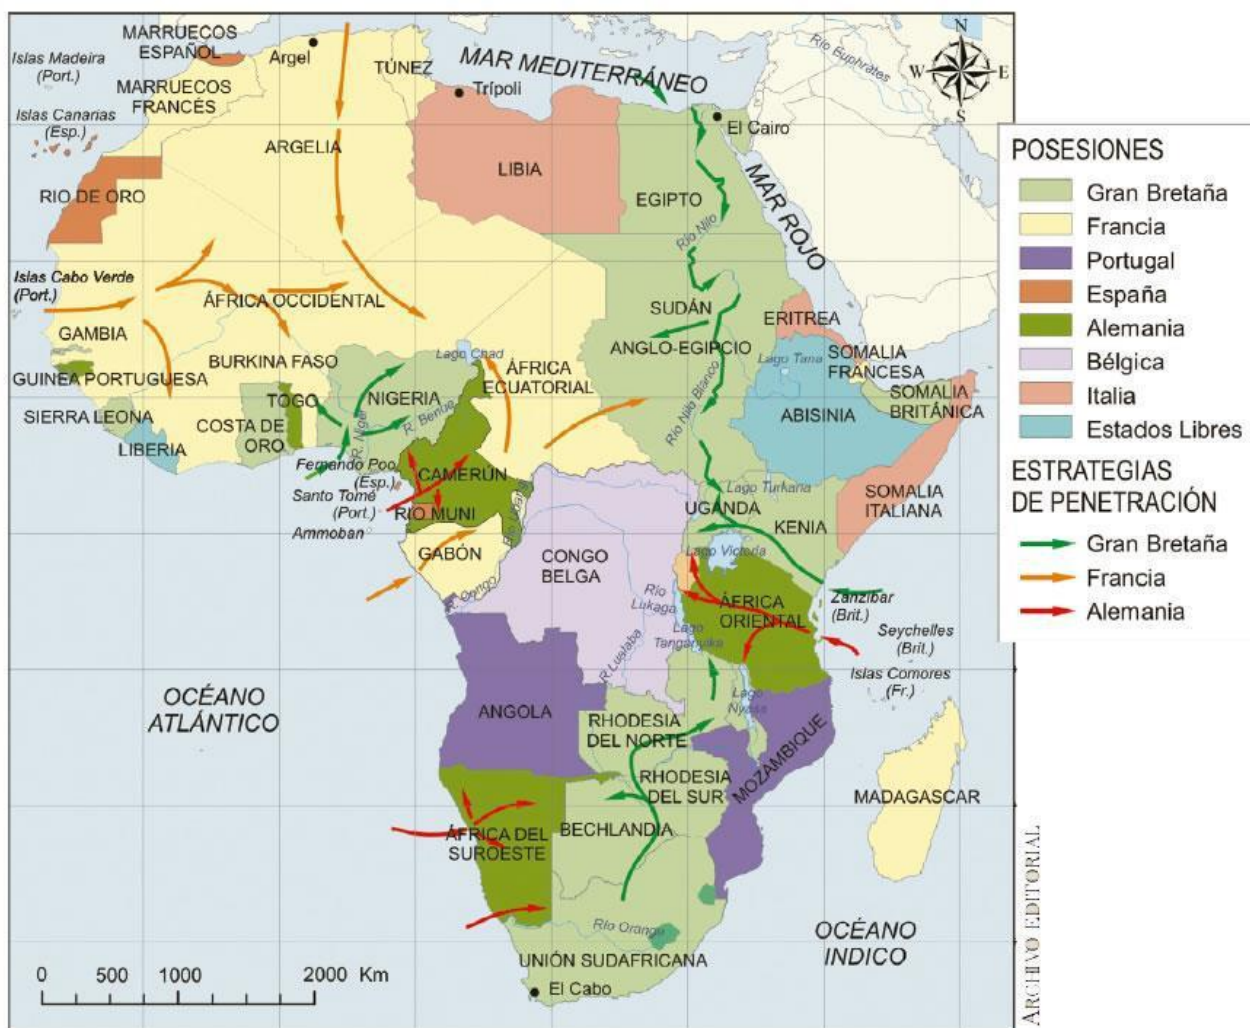 MARRUECOS
ESPAÑOL
Islas Madeira
(Port.)
Argel
TÚNEZ
MAR MEDITERRÁNEO
Río Euphrates
N
W
E
S
MARRUECOS
FRANCÉS
Trípoli
Islas Canarias
(Esp.)
El Cairo
ARGELIA
LIBIA
EGIPTO
MAR ROJO
RIO DE ORO
Río Nilo
Islas Cabo Verde
(Port.)
ÁFRICA OCCIDENTAL
SUDÁN
ANGLO-EGIPCIO
ERITREA
GAMBIA
BURKINA FASO
Lago Chad
ÁFRICA
ECUATORIAL
Lago Tana
SOMALIA
FRANCESA
GUINEA PORTUGUESA
NIGERIA
TOGO
SOMALIA
BRITÁNICA
SIERRA LEONA
COSTA DE
ORO
R. Niger
R. Benue
Río Nilo Blanco
ABISINIA
LIBERIA
Fernando Poo
(Esp.)
CAMERÚN
Santo Tomé
(Port.)
RIO MUNI
Ammoban
Lago Turkana
UGANDA
KENIA
SOMALIA
ITALIANA
GABÓN
CONGO
BELGA
Lago Victoria
R. Congo
Río
Lukaga
ÁFRICA
ORIENTAL
Zanzíbar
(Brit.)
R. Lualaba
Lago
Tanganyika
Seychelles
(Brit.)
Islas Comores
(Fr.)
OCÉANO
ATLÁNTICO
ANGOLA
RHODESIA
DEL NORTE
Lago
Nyasa
MOZAMBIQUE
RHODESIA
DEL SUR
MADAGASCAR
ÁFRICA DEL
SUROESTE
BECHLANDIA
Río Orange
OCÉANO
INDICO
UNIÓN SUDAFRICANA
El Cabo
0 500 1000 2000 Km
POSESIONES
Gran Bretaña
Francia
Portugal
España
Alemania
Bélgica
Italia
Estados Libres
ESTRATEGIAS
DE PENETRACIÓN
Gran Bretaña
Francia
Alemania
ARCHIVO EDITORIAL